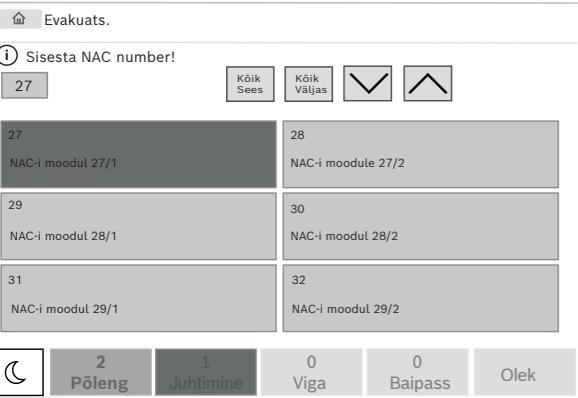 Evakuats.
i Sisesta NAC number!
27
Kõik
Sees
Kõik
Väljas
27
NAC-i moodul 27/1
28
NAC-i moodule 27/2
29
NAC-i moodul 28/1
30
NAC-i moodul 28/2
31
NAC-i moodul 29/1
32
NAC-i moodul 29/2
2
Põleng
1
Juhtimine
0
Viga
0
Baipass
Olek